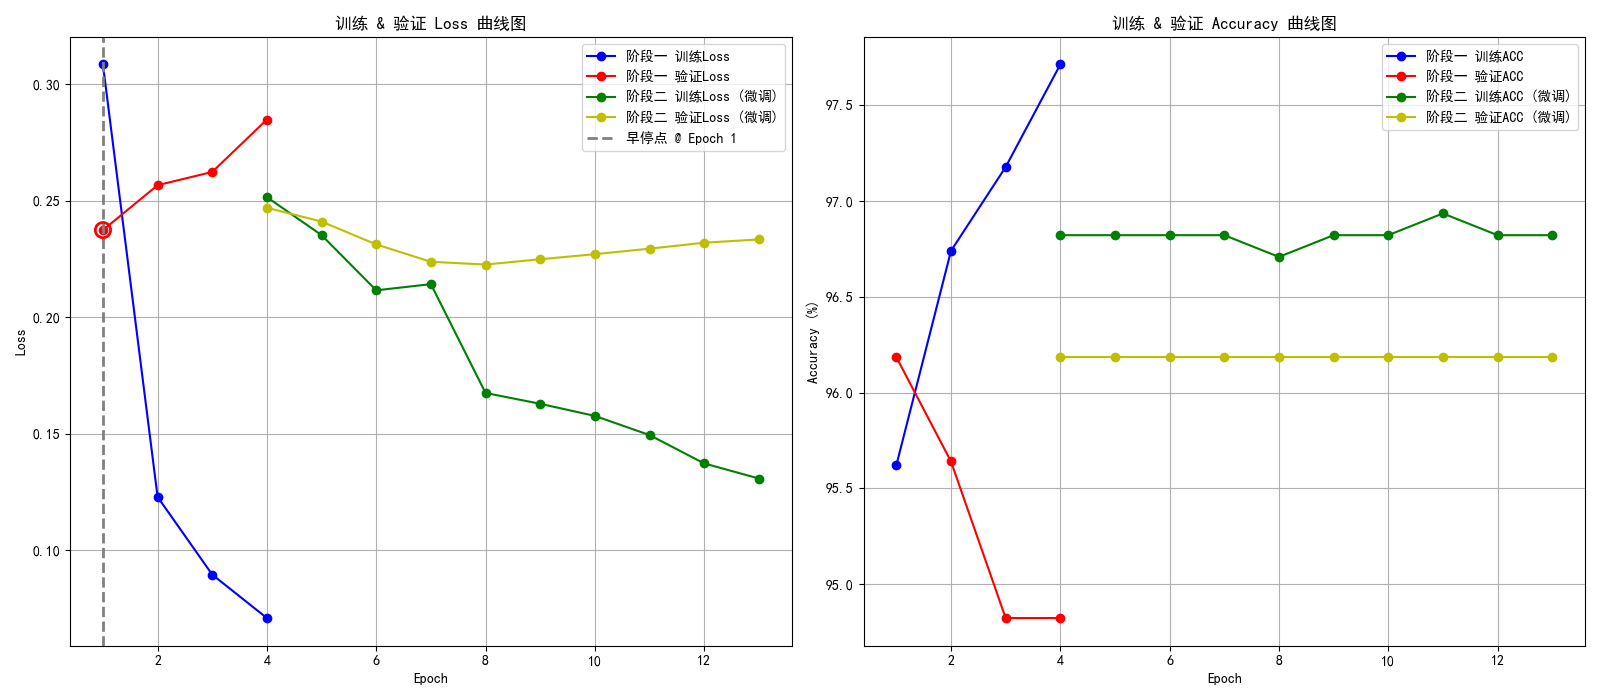 训练 & 验证 Loss 曲线图
阶段一 训练Loss
阶段一 验证Loss
阶段二 训练Loss (微调)
阶段二 验证Loss (微调)
早停点 @ Epoch 1
Loss
0.30
0.25
0.20
0.15
0.10
2 4 6 8 10 12
Epoch
训练 & 验证 Accuracy 曲线图
阶段一 训练ACC
阶段一 验证ACC
阶段二 训练ACC (微调)
阶段二 验证ACC (微调)
Accuracy (%)
97.5
97.0
96.5
96.0
95.5
95.0
2 4 6 8 10 12
Epoch